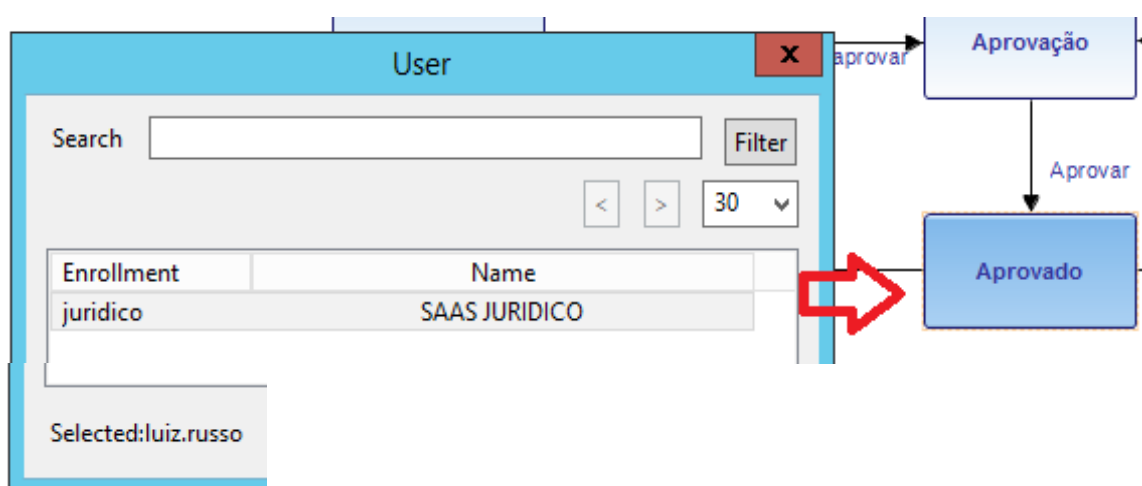 User
x
Search
Filter
<
>
30
Enrollment
Name
juridico
SAAS JURIDICO
Selected:luiz.russo
aprovar
Aprovação
Aprovar
Aprovado